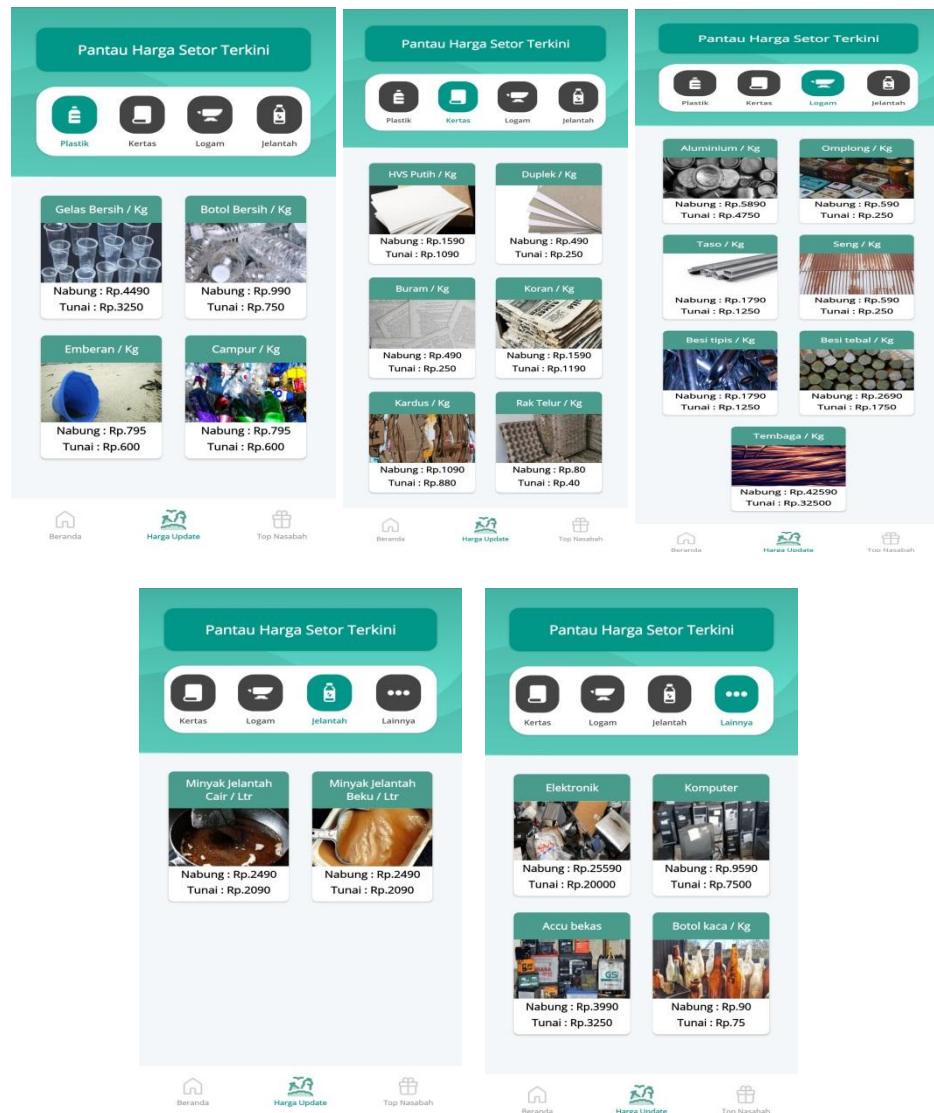 Pantau Harga Setor Terkini
Plastik Kertas Logam Jelantah
Gelas Bersih / Kg Botol Bersih / Kg
Nabung : Rp.4490 Nabung : Rp.990
Tunai : Rp.3250 Tunai : Rp.750
Emberan / Kg Campur / Kg
Nabung : Rp.795 Nabung : Rp.795
Tunai : Rp.600 Tunai : Rp.600
Beranda Harga Update Top Nasabah
Pantau Harga Setor Terkini
Plastik Kertas Logam Jelantah
HVS Putih / Kg Duplek / Kg
Nabung : Rp.1590 Nabung : Rp.490
Tunai : Rp.1090 Tunai : Rp.250
Buram / Kg Koran / Kg
Nabung : Rp.490 Nabung : Rp.1590
Tunai : Rp.250 Tunai : Rp.1190
Kardus / Kg Rak Telur / Kg
Nabung : Rp.1090 Nabung : Rp.80
Tunai : Rp.880 Tunai : Rp.40
Beranda Harga Update Top Nasabah
Pantau Harga Setor Terkini
Plastik Kertas Logam Jelantah
Aluminium / Kg Omplong / Kg
Nabung : Rp.5890 Nabung : Rp.590
Tunai : Rp.4750 Tunai : Rp.250
Taso / Kg Seng / Kg
Nabung : Rp.1790 Nabung : Rp.590
Tunai : Rp.1250 Tunai : Rp.250
Besi tipis / Kg Besi tebal / Kg
Nabung : Rp.1790 Nabung : Rp.2690
Tunai : Rp.1250 Tunai : Rp.1750
Tembaga / Kg
Nabung : Rp.42590
Tunai : Rp.32500
Beranda Harga Update Top Nasabah
Pantau Harga Setor Terkini
Kertas Logam Jelantah Lainnya
Minyak Jelantah Minyak Jelantah
Cair / Ltr Beku / Ltr
Nabung : Rp.2490 Nabung : Rp.2490
Tunai : Rp.2090 Tunai : Rp.2090
Beranda Harga Update Top Nasabah
Pantau Harga Setor Terkini
Kertas Logam Jelantah Lainnya
Elektronik Komputer
Nabung : Rp.25590 Nabung : Rp.9590
Tunai : Rp.20000 Tunai : Rp.7500
Accu bekas Botol kaca / Kg
GS
Nabung : Rp.3990 Nabung : Rp.90
Tunai : Rp.3250 Tunai : Rp.75
Beranda Harga Update Top Nasabah